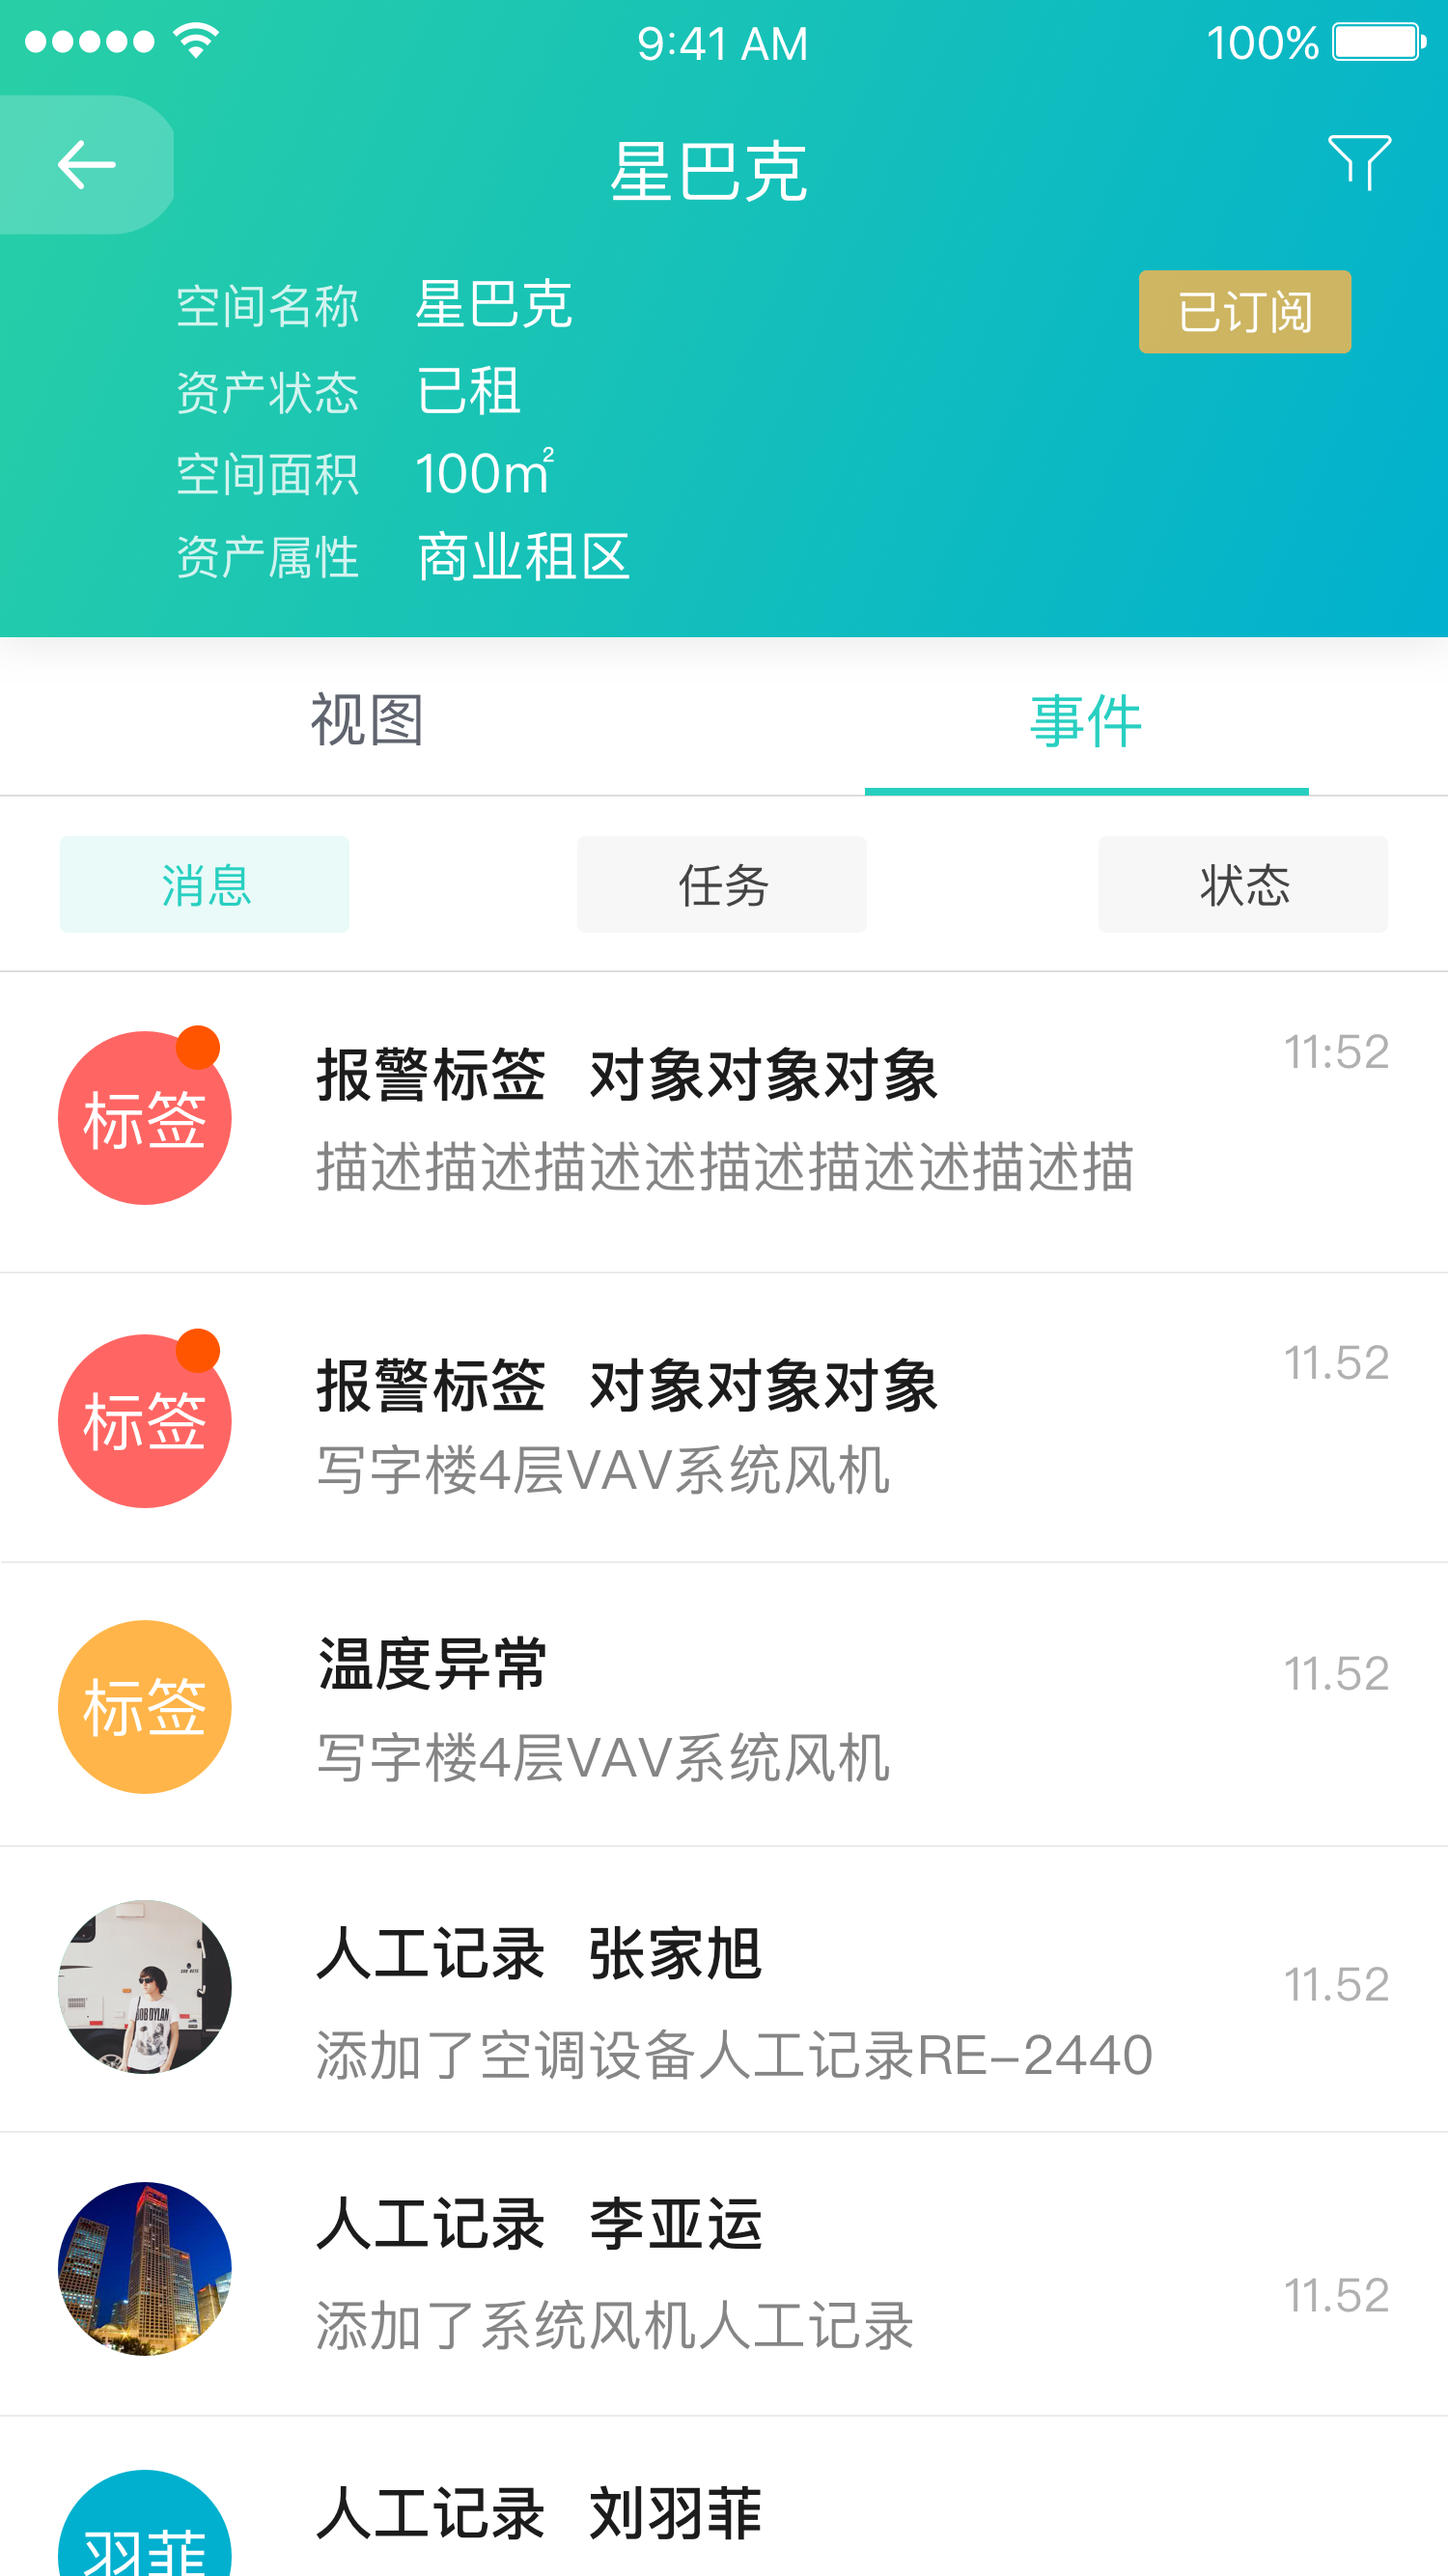 9:41 AM 100%
星巴克
空间名称 星巴克 已订阅
资产状态 已租
空间面积 100㎡
资产属性 商业租区
视图 事件
消息 任务 状态
标签 报警标签 对象对象对象 11:52
描述描述描述述描述描述述描述描
标签 报警标签 对象对象对象 11.52
写字楼4层VAV系统风机
标签 温度异常 11.52
写字楼4层VAV系统风机
人工记录 张家旭 11.52
BOB DYLAN
添加了空调设备人工记录RE-2440
人工记录 李亚运 11.52
添加了系统风机人工记录
人工记录 刘羽菲
羽菲